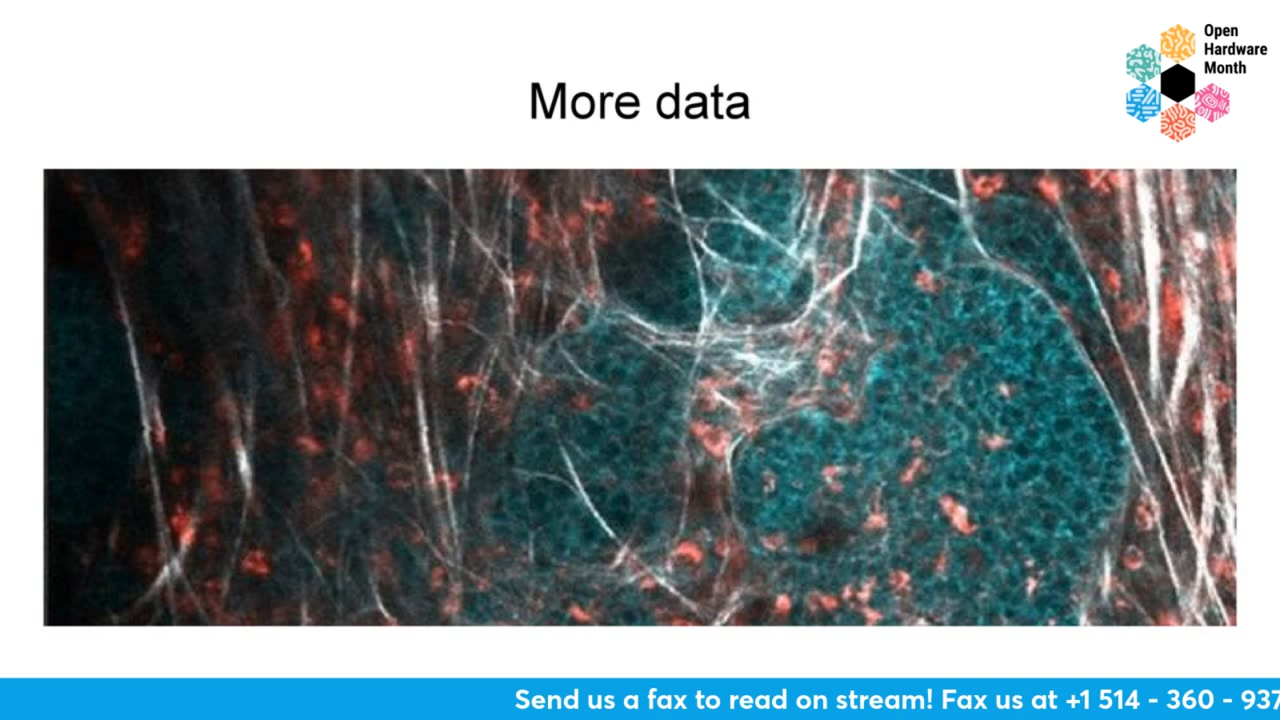 Open
Hardware
Month
More data
Send us a fax to read on stream! Fax us at +1 514 - 360 - 937